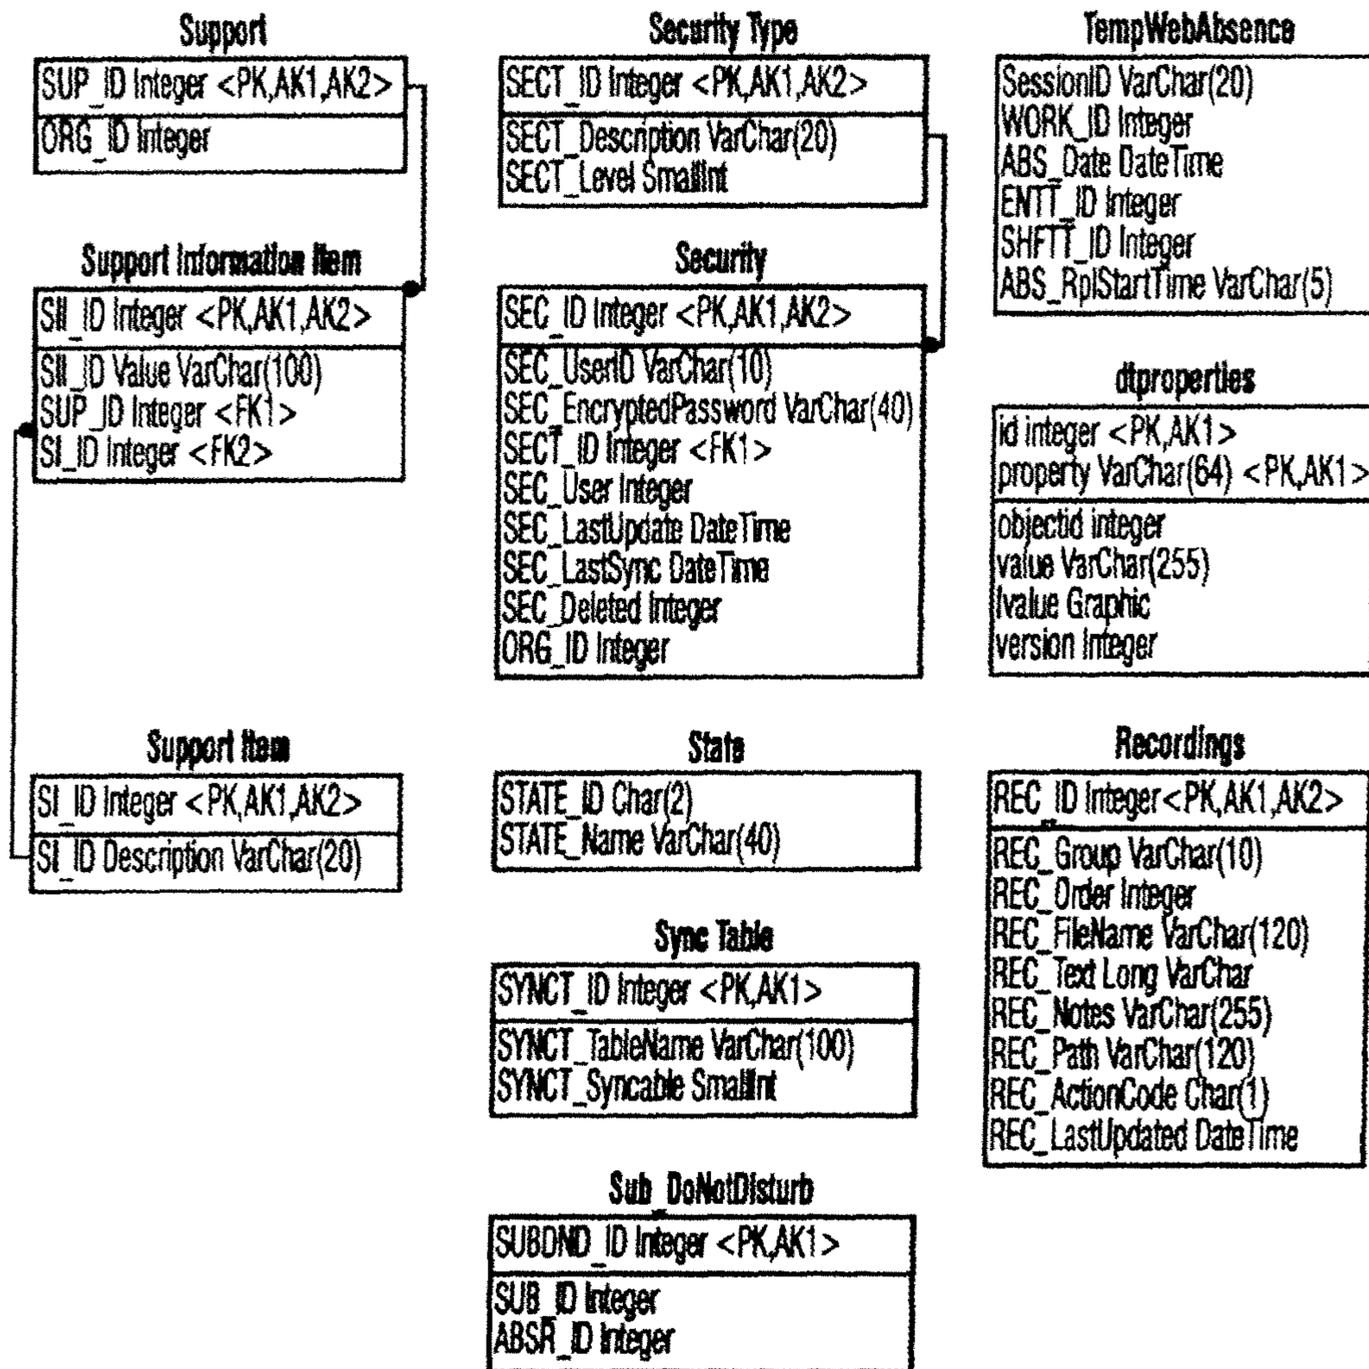 Support
SUP_ID Integer <PK,AK1,AK2>
ORG_ID Integer
Support Information Item
SII_ID Integer <PK,AK1,AK2>
SII_ID Value VarChar(100)
SUP_ID Integer <FK1>
SI_ID Integer <FK2>
Support Item
SI_ID Integer <PK,AK1,AK2>
SI_ID Description VarChar(20)
Security Type
SECT_ID Integer <PK,AK1,AK2>
SECT_Description VarChar(20)
SECT_Level SmallInt
Security
SEC_ID Integer <PK,AK1,AK2>
SEC_UserID VarChar(10)
SEC_EncryptedPassword VarChar(40)
SECT_ID Integer <FK1>
SEC_User Integer
SEC_LastUpdate DateTime
SEC_LastSync DateTime
SEC_Deleted Integer
ORG_ID Integer
State
STATE_ID Char(2)
STATE_Name VarChar(40)
Sync Table
SYNCT_ID Integer <PK,AK1>
SYNCT_TableName VarChar(100)
SYNCT_Syncable SmallInt
Sub_DoNotDisturb
SUBDND_ID Integer <PK,AK1>
SUB_ID Integer
ABSR_ID Integer
TempWebAbsence
SessionID VarChar(20)
WORK_ID Integer
ABS_Date DateTime
ENTT_ID Integer
SHFTT_ID Integer
ABS_RplStartTime VarChar(5)
dtproperties
id integer <PK,AK1>
property VarChar(64) <PK,AK1>
objectid integer
value VarChar(255)
lvalue Graphic
version Integer
Recordings
REC_ID Integer<PK,AK1,AK2>
REC_Group VarChar(10)
REC_Order Integer
REC_FileName VarChar(120)
REC_Text Long VarChar
REC_Notes VarChar(255)
REC_Path VarChar(120)
REC_ActionCode Char(1)
REC_LastUpdated DateTime